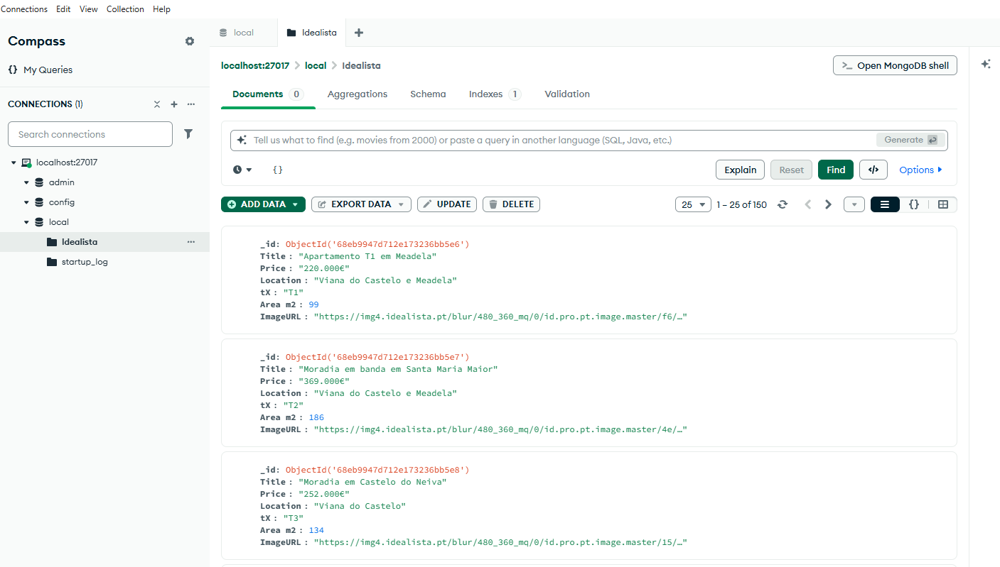 Connections Edit View Collection Help
Compass
{} My Queries
CONNECTIONS (1)
Search connections
localhost:27017
admin
config
local
Idealista
startup_log
local Idealista
localhost:27017 > local > Idealista
>_ Open MongoDB shell
Documents 0 Aggregations Schema Indexes 1 Validation
Tell us what to find (e.g. movies from 2000) or paste a query in another language (SQL, Java, etc.) Generate
{} Explain Reset Find </> Options
ADD DATA EXPORT DATA UPDATE DELETE 25 1 – 25 of 150 {}
_id: ObjectId('68eb9947d712e173236bb5e6')
Title : "Apartamento T1 em Meadela"
Price : "220.000€"
Location : "Viana do Castelo e Meadela"
tX : "T1"
Area m2 : 99
ImageURL : "https://img4.idealista.pt/blur/480_360_mq/0/id.pro.pt.image.master/f6/…"
_id: ObjectId('68eb9947d712e173236bb5e7')
Title : "Moradia em banda em Santa Maria Maior"
Price : "369.000€"
Location : "Viana do Castelo e Meadela"
tX : "T2"
Area m2 : 186
ImageURL : "https://img4.idealista.pt/blur/480_360_mq/0/id.pro.pt.image.master/4e/…"
_id: ObjectId('68eb9947d712e173236bb5e8')
Title : "Moradia em Castelo do Neiva"
Price : "252.000€"
Location : "Viana do Castelo"
tX : "T3"
Area m2 : 134
ImageURL : "https://img4.idealista.pt/blur/480_360_mq/0/id.pro.pt.image.master/15/…"